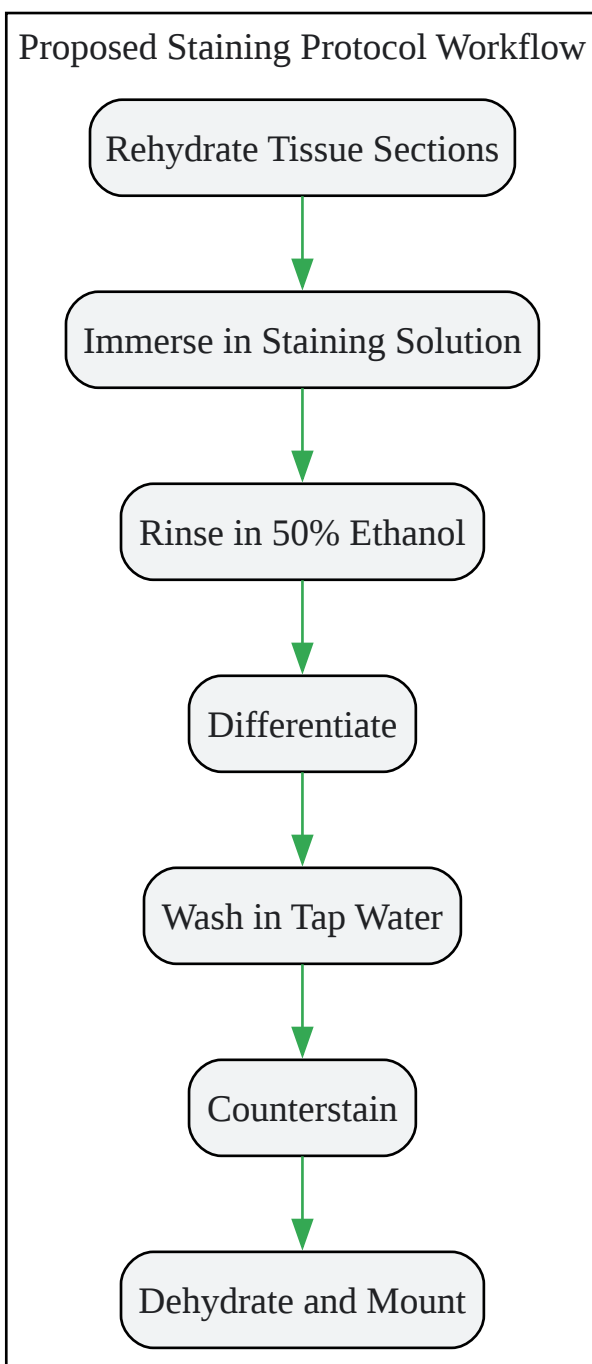 Proposed Staining Protocol Workflow
Rehydrate Tissue Sections
Immerse in Staining Solution
Rinse in 50% Ethanol
Differentiate
Wash in Tap Water
Counterstain
Dehydrate and Mount